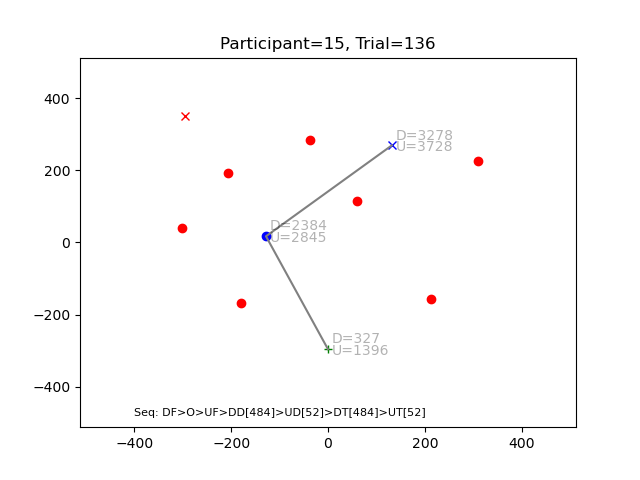 Participant=15, Trial=136
400
200
0
−200
−400
D=3278
U=3728
D=2384
U=2845
D=327
U=1396
Seq: DF>O>UF>DD[484]>UD[52]>DT[484]>UT[52]
−400
−200
0
200
400